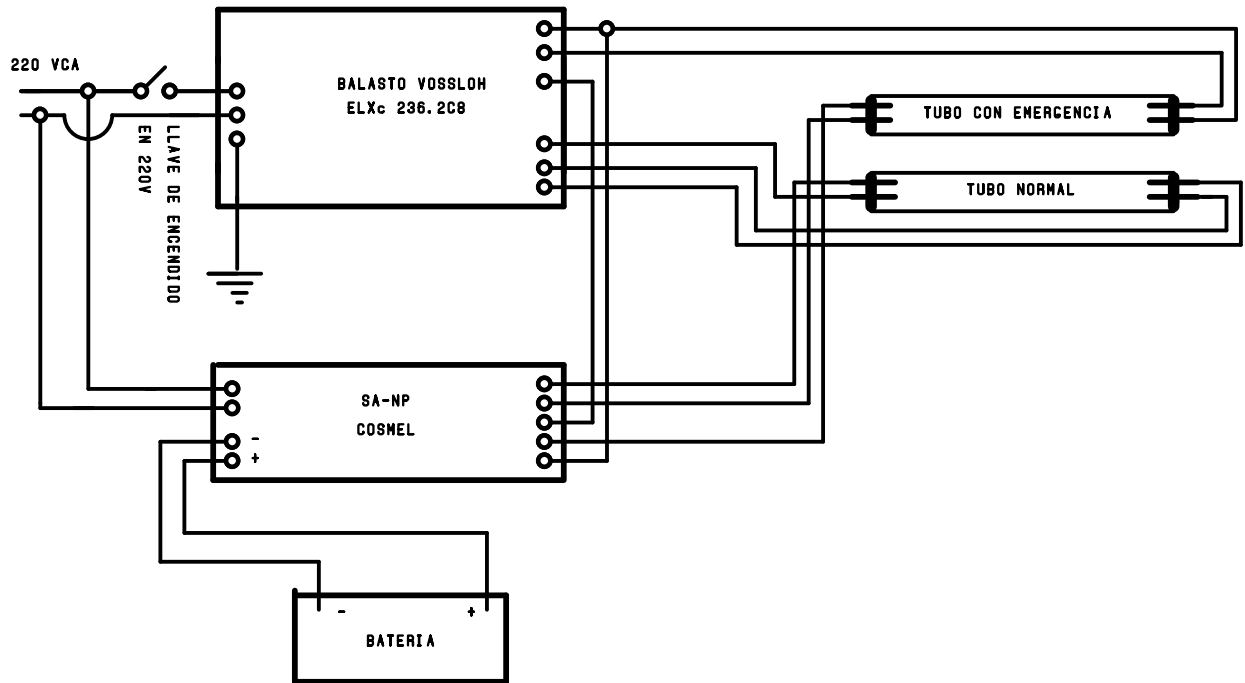 220 VCA
BALASTO VOSSLOH
ELXc 236.2C8
LLAVE DE ENCENDIDO
EN 220V
TUBO CON EMERGENCIA
TUBO NORMAL
SA-NP
COSMEL
-
+
-
+
BATERIA